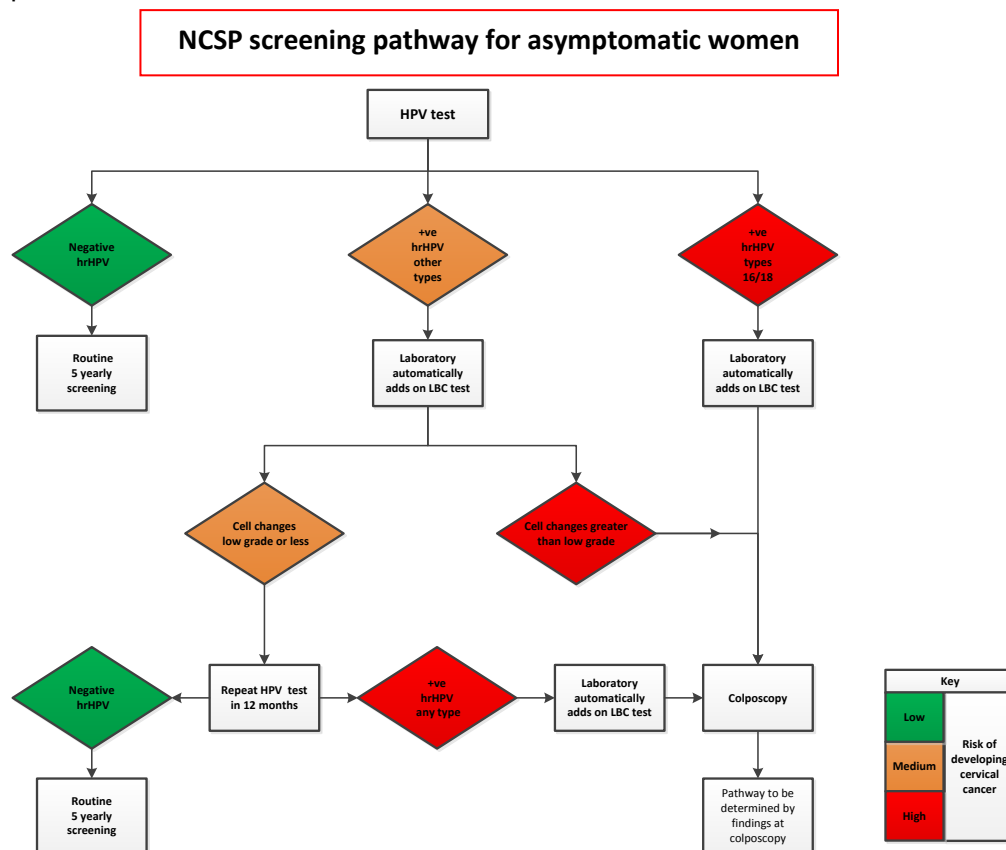 NCSP screening pathway for asymptomatic women
HPV test
Negative
hrHPV
+ve
hrHPV
other
types
+ve
hrHPV
types
16/18
Routine
5 yearly
screening
Laboratory
automatically
adds on LBC test
Laboratory
automatically
adds on LBC test
Cell changes
low grade or less
Cell changes greater
than low grade
Negative
hrHPV
Repeat HPV test
in 12 months
+ve
hrHPV
any type
Laboratory
automatically
adds on LBC test
Colposcopy
Routine
5 yearly
screening
Pathway to be
determined by
findings at
colposcopy
Key
Low
Medium
High
Risk of
developing
cervical
cancer